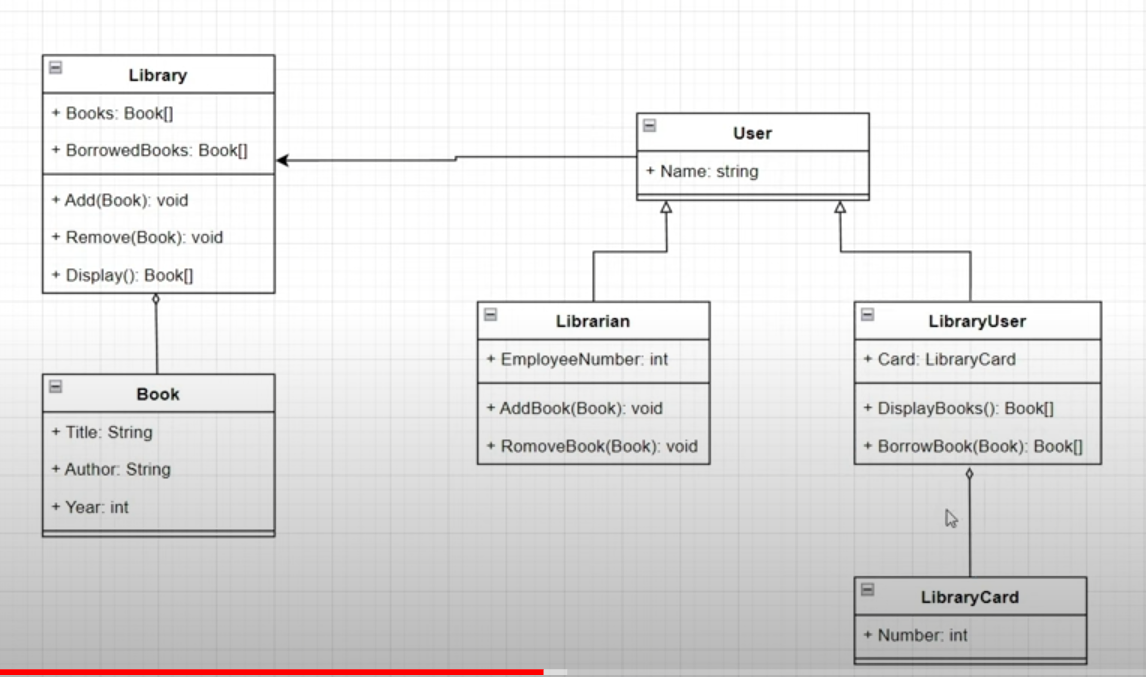 Library
+ Books: Book[]
+ BorrowedBooks: Book[]
+ Add(Book): void
+ Remove(Book): void
+ Display(): Book[]
Book
+ Title: String
+ Author: String
+ Year: int
User
+ Name: string
Librarian
+ EmployeeNumber: int
+ AddBook(Book): void
+ RomoveBook(Book): void
LibraryUser
+ Card: LibraryCard
+ DisplayBooks(): Book[]
+ BorrowBook(Book): Book[]
LibraryCard
+ Number: int